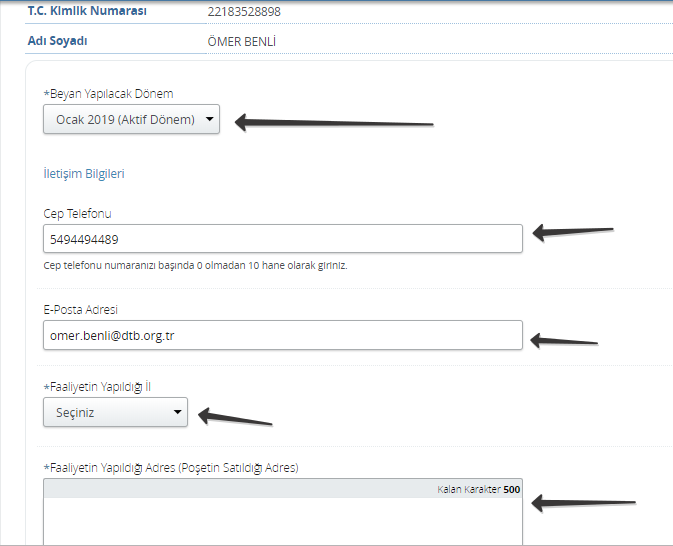 T.C. Kimlik Numarası 22183528898
Adı Soyadı ÖMER BENLİ
*Beyan Yapılacak Dönem
Ocak 2019 (Aktif Dönem)
İletişim Bilgileri
Cep Telefonu
5494494489
Cep telefonu numaranızı başında 0 olmadan 10 hane olarak giriniz.
E-Posta Adresi
omer.benli@dtb.org.tr
*Faaliyetin Yapıldığı İl
Seçiniz
*Faaliyetin Yapıldığı Adres (Poşetin Satıldığı Adres)
Kalan Karakter 500